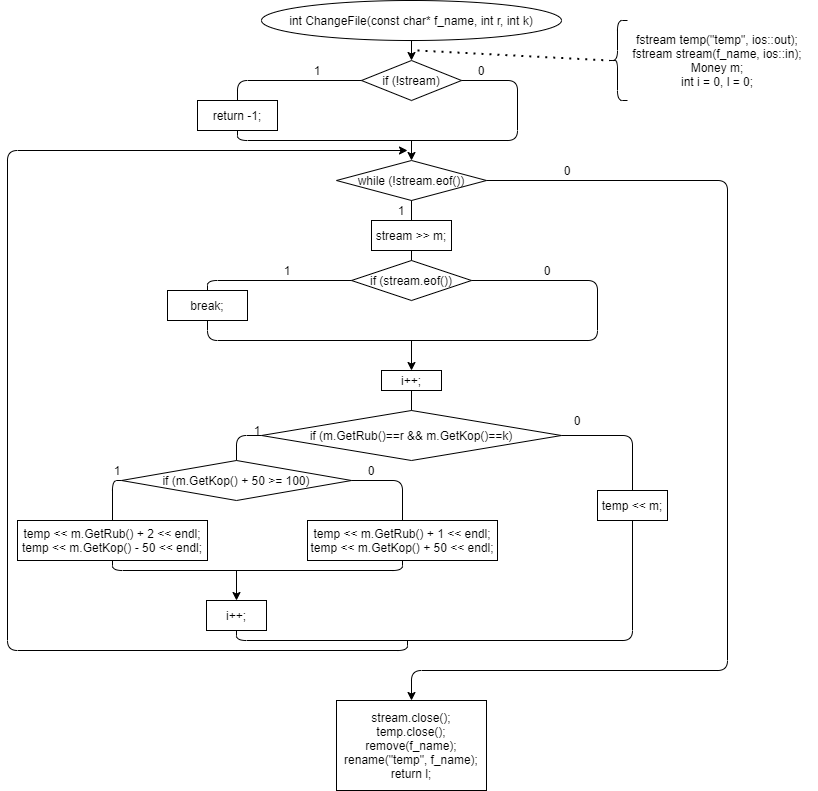 int ChangeFile(const char* f_name, int r, int k)
fstream temp("temp", ios::out);
fstream stream(f_name, ios::in);
Money m;
int i = 0, l = 0;
1
if (!stream)
0
return -1;
while (!stream.eof())
0
1
stream >> m;
1
if (stream.eof())
0
break;
i++;
1
if (m.GetRub()==r && m.GetKop()==k)
0
1
if (m.GetKop() + 50 >= 100)
0
temp << m;
temp << m.GetRub() + 2 << endl;
temp << m.GetKop() - 50 << endl;
temp << m.GetRub() + 1 << endl;
temp << m.GetKop() + 50 << endl;
i++;
stream.close();
temp.close();
remove(f_name);
rename("temp", f_name);
return l;